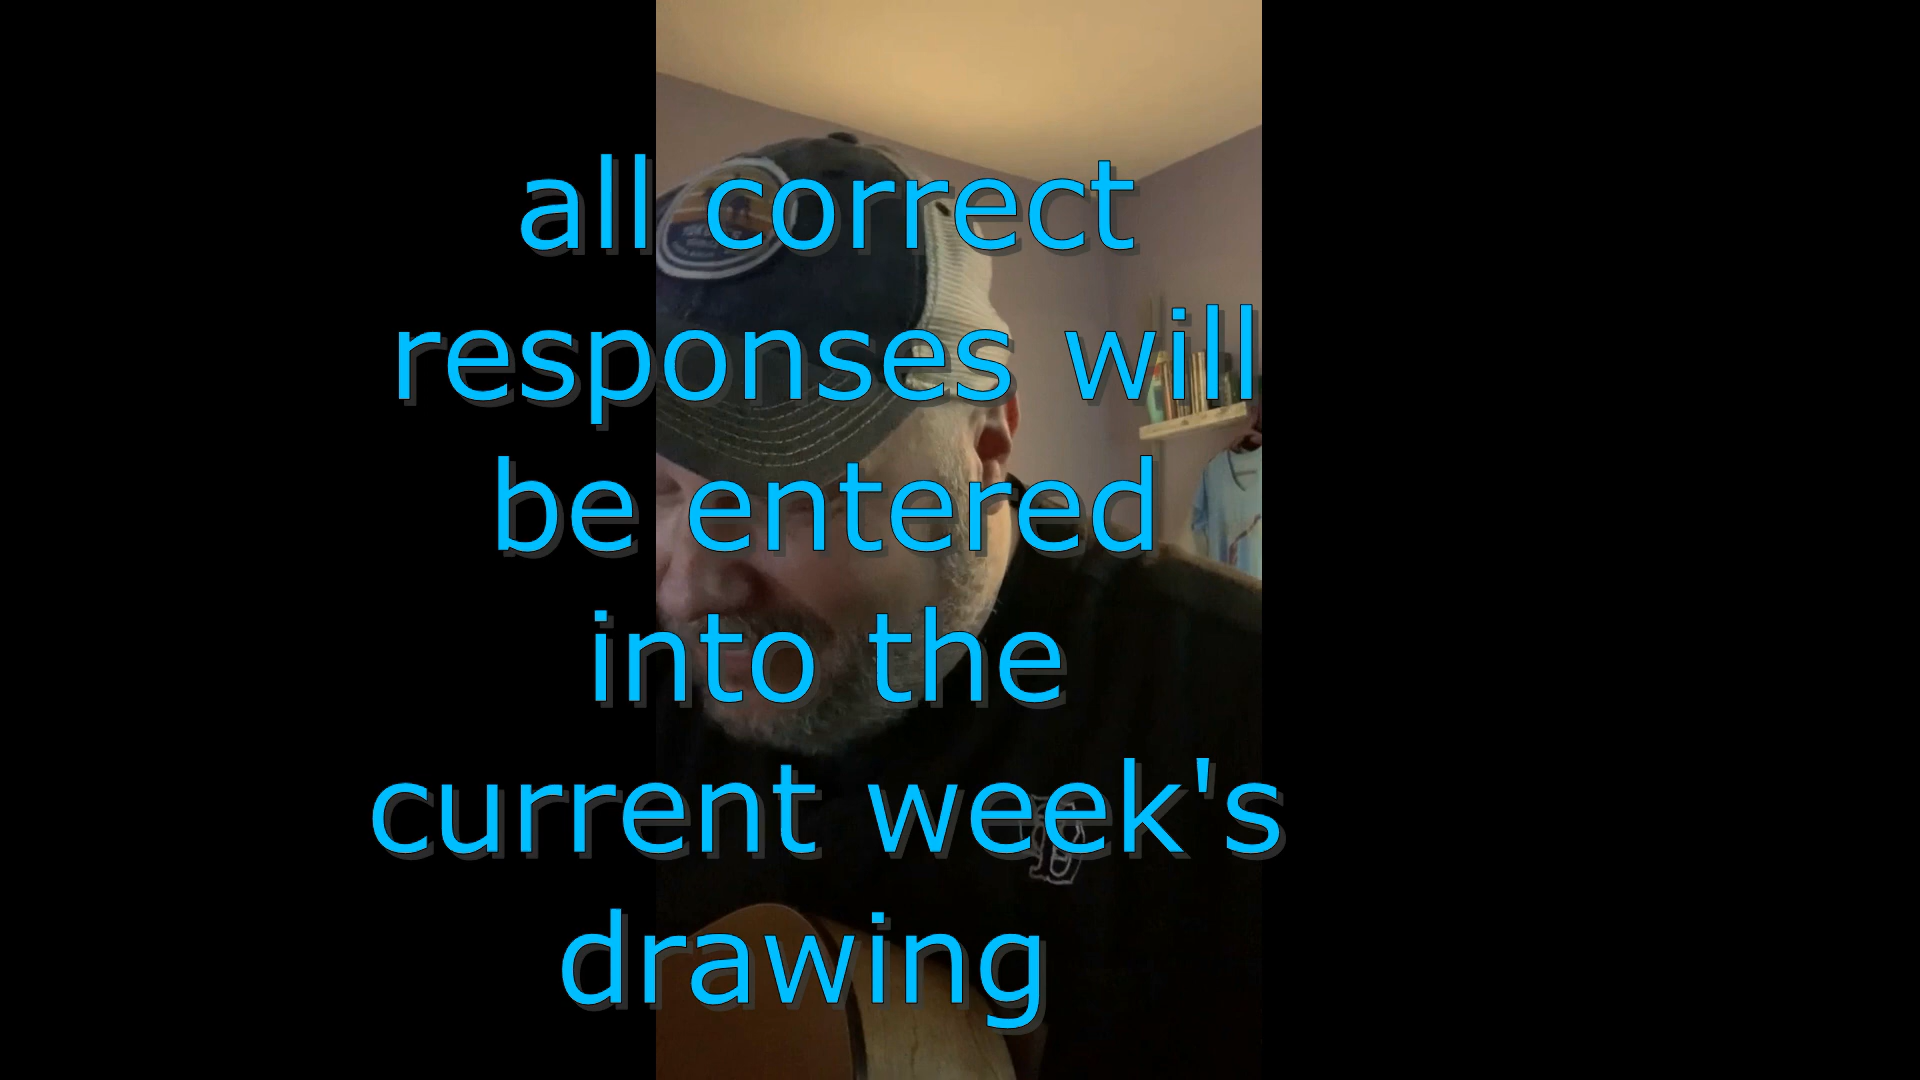 all correct
responses will
be entered
into the
current week's
drawing